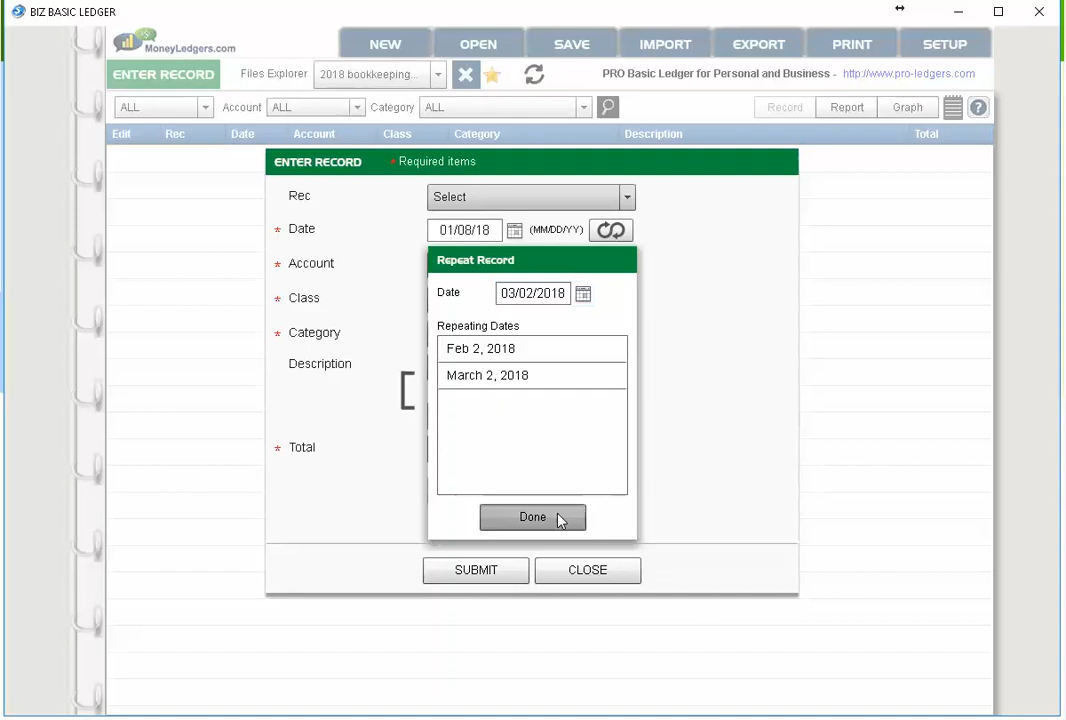 BIZ BASIC LEDGER
MoneyLedgers.com
NEW OPEN SAVE IMPORT EXPORT PRINT SETUP
ENTER RECORD Files Explorer 2018 bookkeeping... PRO Basic Ledger for Personal and Business - http://www.pro-ledgers.com
ALL Account ALL Category ALL Record Report Graph ?
Edit Rec Date Account Class Category Description Total
ENTER RECORD * Required items
Rec Select
* Date 01/08/18 (MM/DD/YY)
Repeat Record
* Account
Date 03/02/2018
* Class
Repeating Dates
* Category
Feb 2, 2018
Description
March 2, 2018
* Total
Done
SUBMIT CLOSE